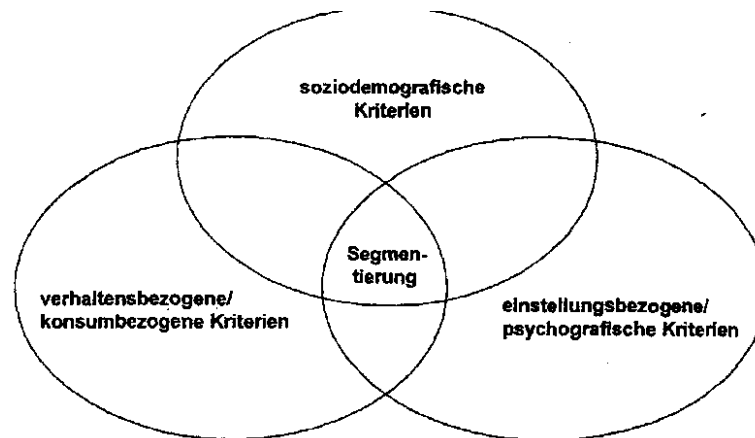 soziodemografische
Kriterien
Segmen-
tierung
verhaltensbezogene/
konsumbezogene Kriterien
einstellungsbezogene/
psychografische Kriterien